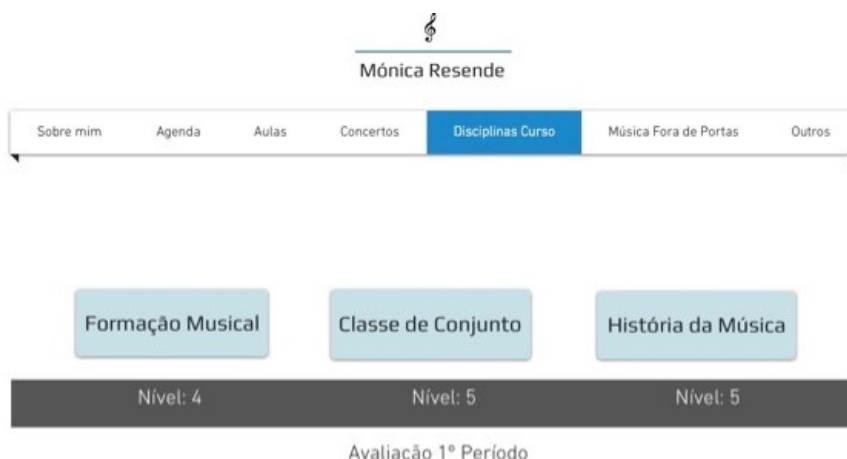 Mónica Resende
Sobre mim Agenda Aulas Concertos Disciplinas Curso Música Fora de Portas Outros
Formação Musical Classe de Conjunto História da Música
Nível: 4 Nível: 5 Nível: 5
Avaliação 1º Período